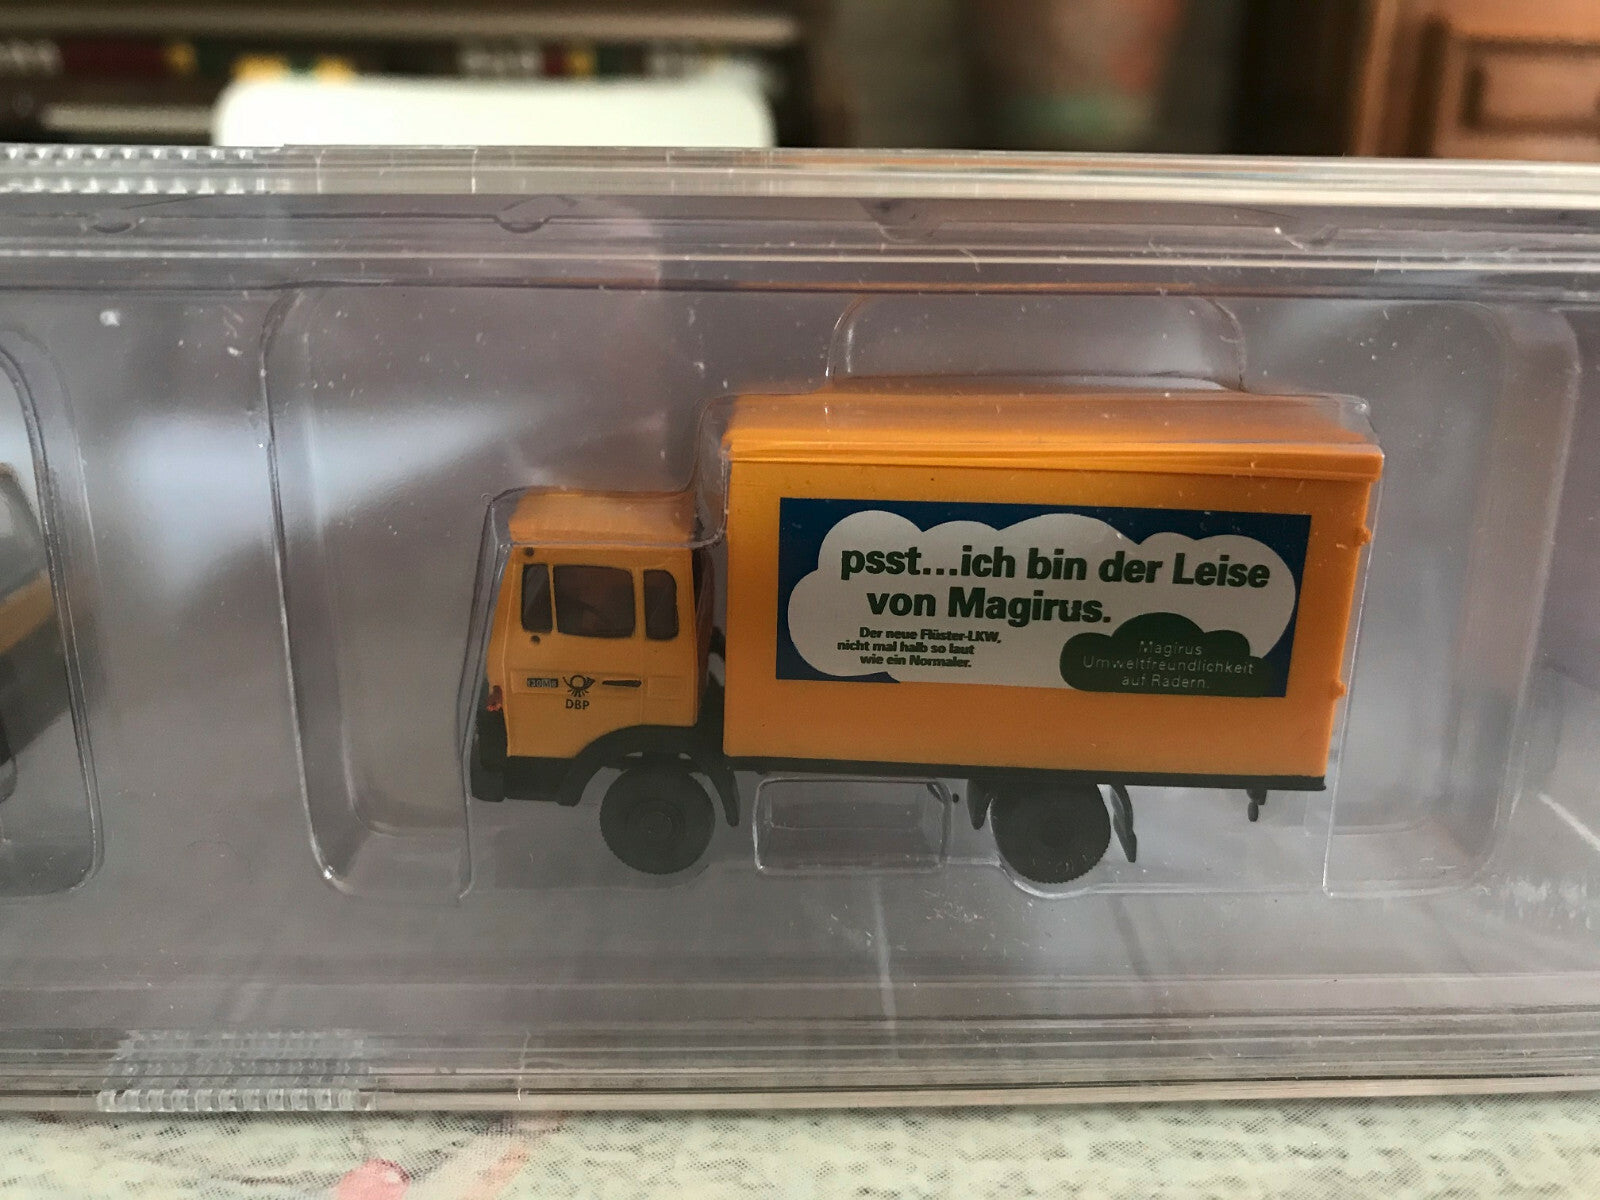 psst...ich bin der Leise
von Magirus.
Der neue Flüster-LKW,
nicht mal halb so laut
wie ein Normaler.
Magirus
Umweltfreundlichkeit
auf Rädern.
DBP